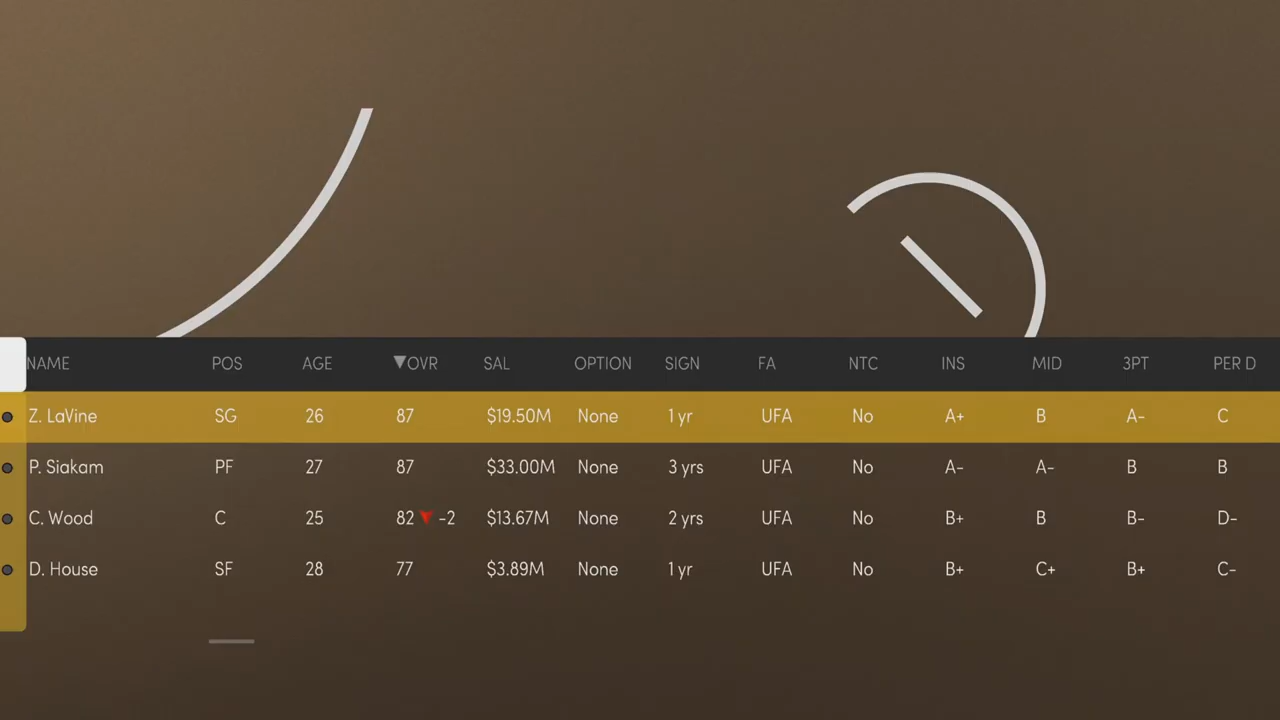 NAME POS AGE ▼OVR SAL OPTION SIGN FA NTC INS MID 3PT PER D
Z. LaVine SG 26 87 $19.50M None 1 yr UFA No A+ B A- C
P. Siakam PF 27 87 $33.00M None 3 yrs UFA No A- A- B B
C. Wood C 25 82 ▼ -2 $13.67M None 2 yrs UFA No B+ B B- D-
D. House SF 28 77 $3.89M None 1 yr UFA No B+ C+ B+ C-